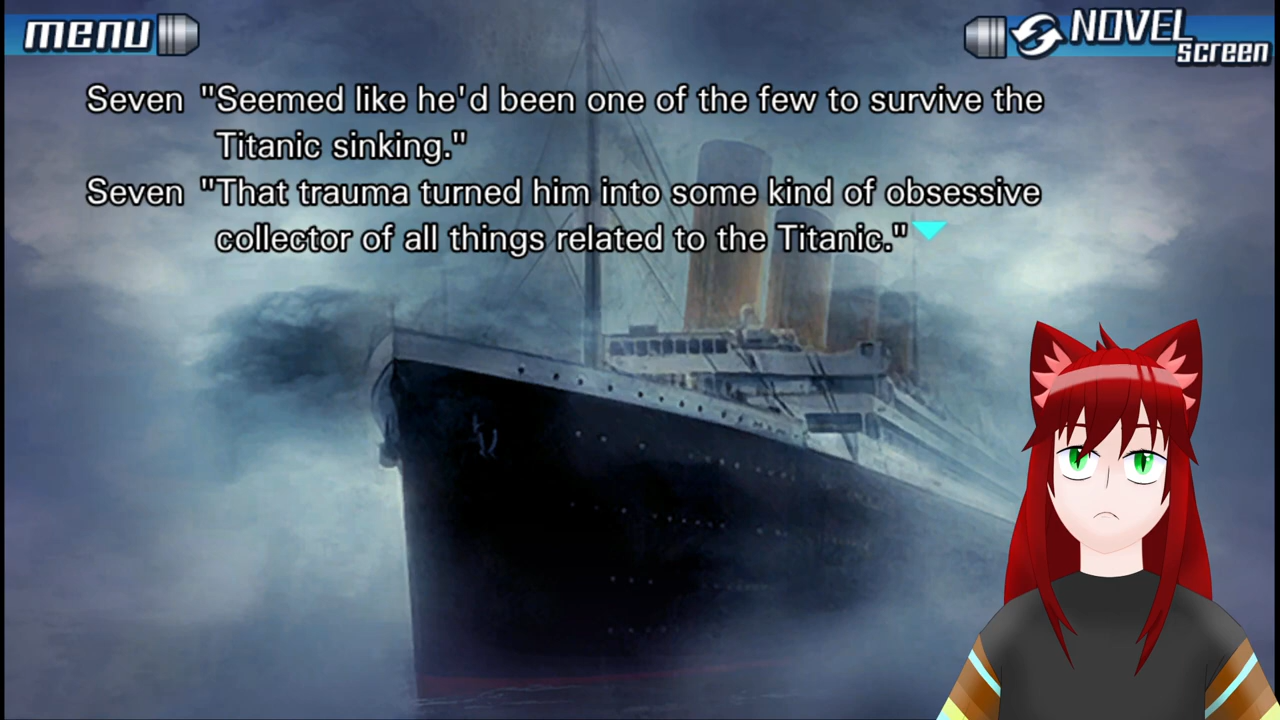 menu
NOVEL
screen
Seven "Seemed like he'd been one of the few to survive the
Titanic sinking."
Seven "That trauma turned him into some kind of obsessive
collector of all things related to the Titanic."